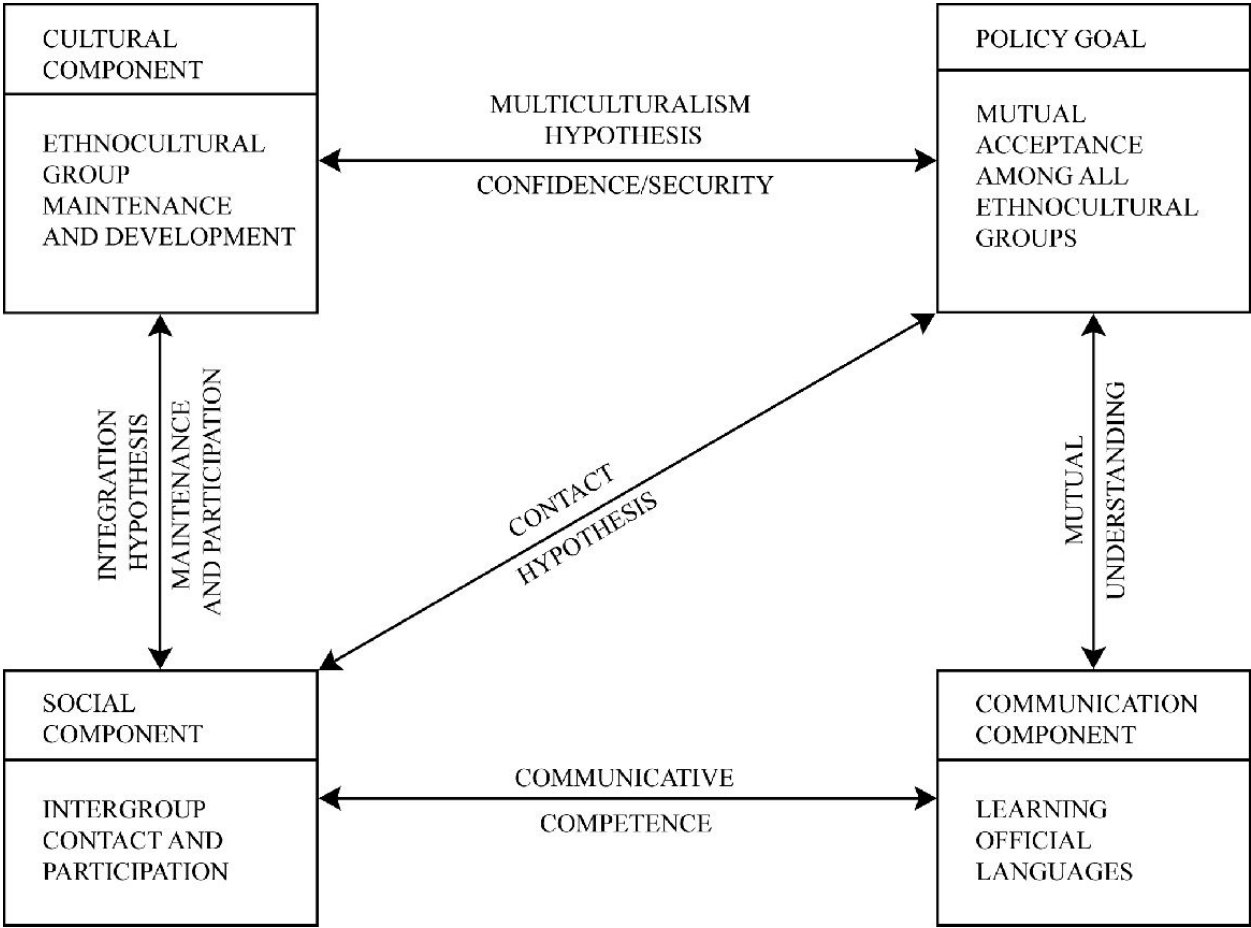 CULTURAL
COMPONENT
ETHNOCULTURAL
GROUP
MAINTENANCE
AND DEVELOPMENT
MULTICULTURALISM
HYPOTHESIS
CONFIDENCE/SECURITY
POLICY GOAL
MUTUAL
ACCEPTANCE
AMONG ALL
ETHNOCULTURAL
GROUPS
INTEGRATION
HYPOTHESIS
MAINTENANCE
AND PARTICIPATION
CONTACT
HYPOTHESIS
MUTUAL
UNDERSTANDING
SOCIAL
COMPONENT
INTERGROUP
CONTACT AND
PARTICIPATION
COMMUNICATIVE
COMPETENCE
COMMUNICATION
COMPONENT
LEARNING
OFFICIAL
LANGUAGES